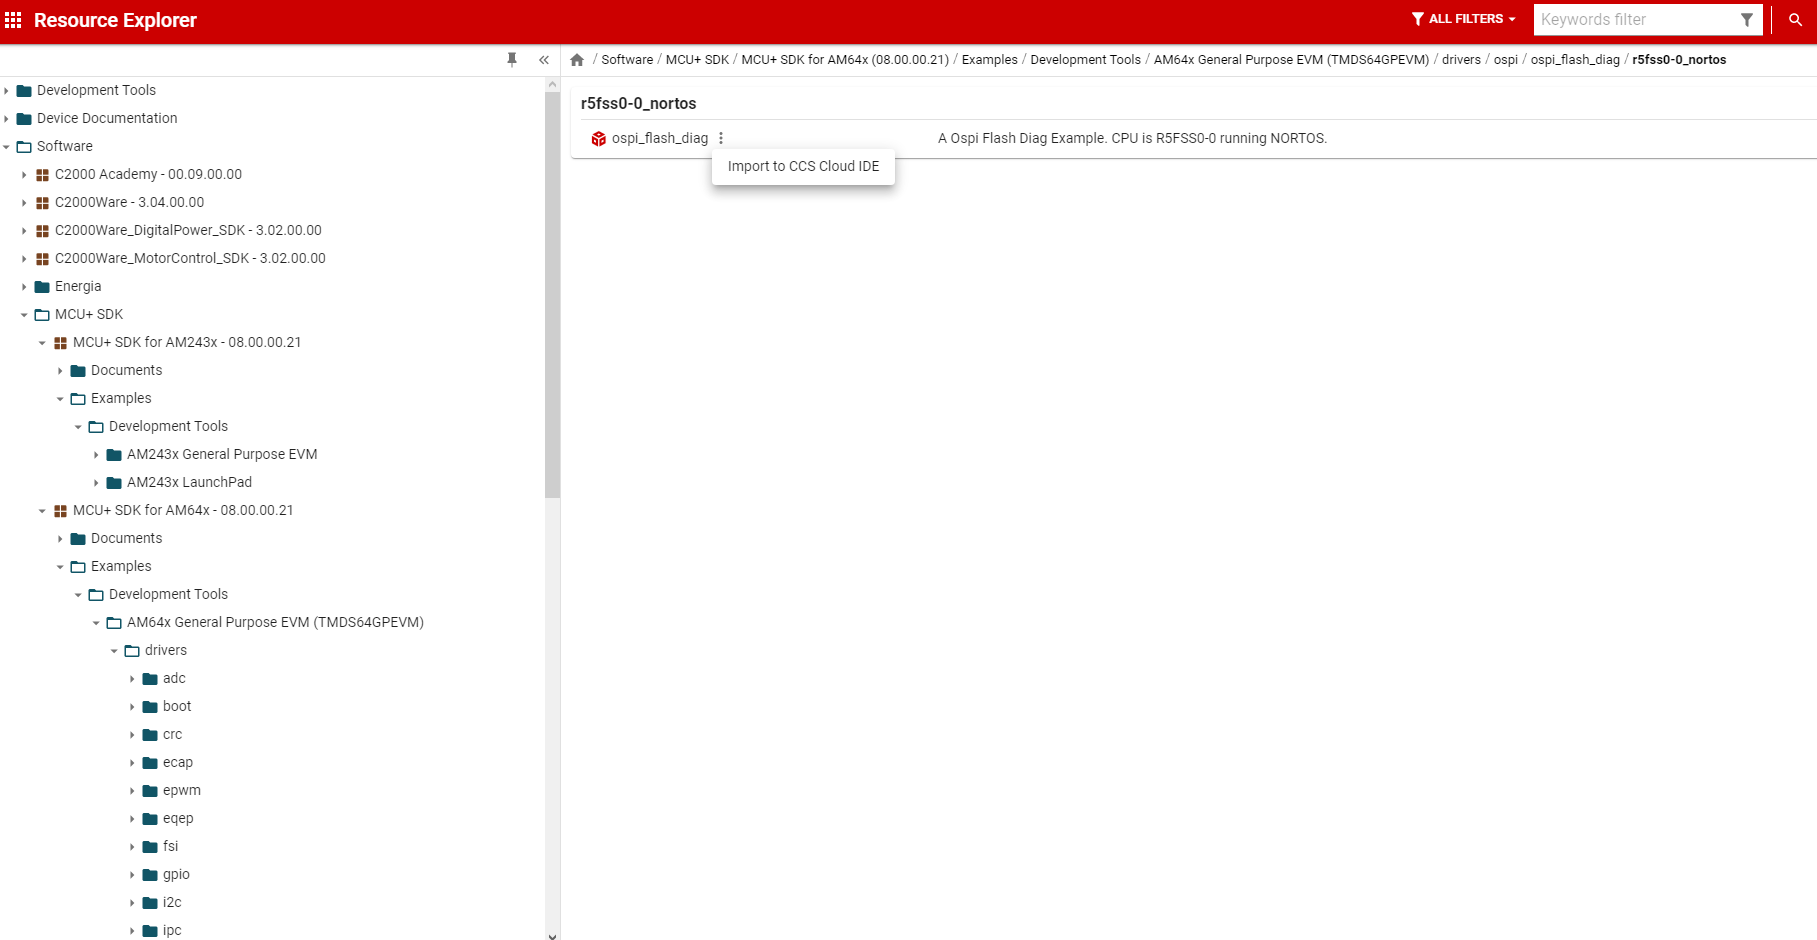 Resource Explorer
ALL FILTERS
Keywords filter
/ Software / MCU+ SDK / MCU+ SDK for AM64x (08.00.00.21) / Examples / Development Tools / AM64x General Purpose EVM (TMDS64GPEVM) / drivers / ospi / ospi_flash_diag / r5fss0-0_nortos
Development Tools
Device Documentation
Software
C2000 Academy - 00.09.00.00
C2000Ware - 3.04.00.00
C2000Ware_DigitalPower_SDK - 3.02.00.00
C2000Ware_MotorControl_SDK - 3.02.00.00
Energia
MCU+ SDK
MCU+ SDK for AM243x - 08.00.00.21
Documents
Examples
Development Tools
AM243x General Purpose EVM
AM243x LaunchPad
MCU+ SDK for AM64x - 08.00.00.21
Documents
Examples
Development Tools
AM64x General Purpose EVM (TMDS64GPEVM)
drivers
adc
boot
crc
ecap
epwm
eqep
fsi
gpio
i2c
ipc
r5fss0-0_nortos
ospi_flash_diag
A Ospi Flash Diag Example. CPU is R5FSS0-0 running NORTOS.
Import to CCS Cloud IDE